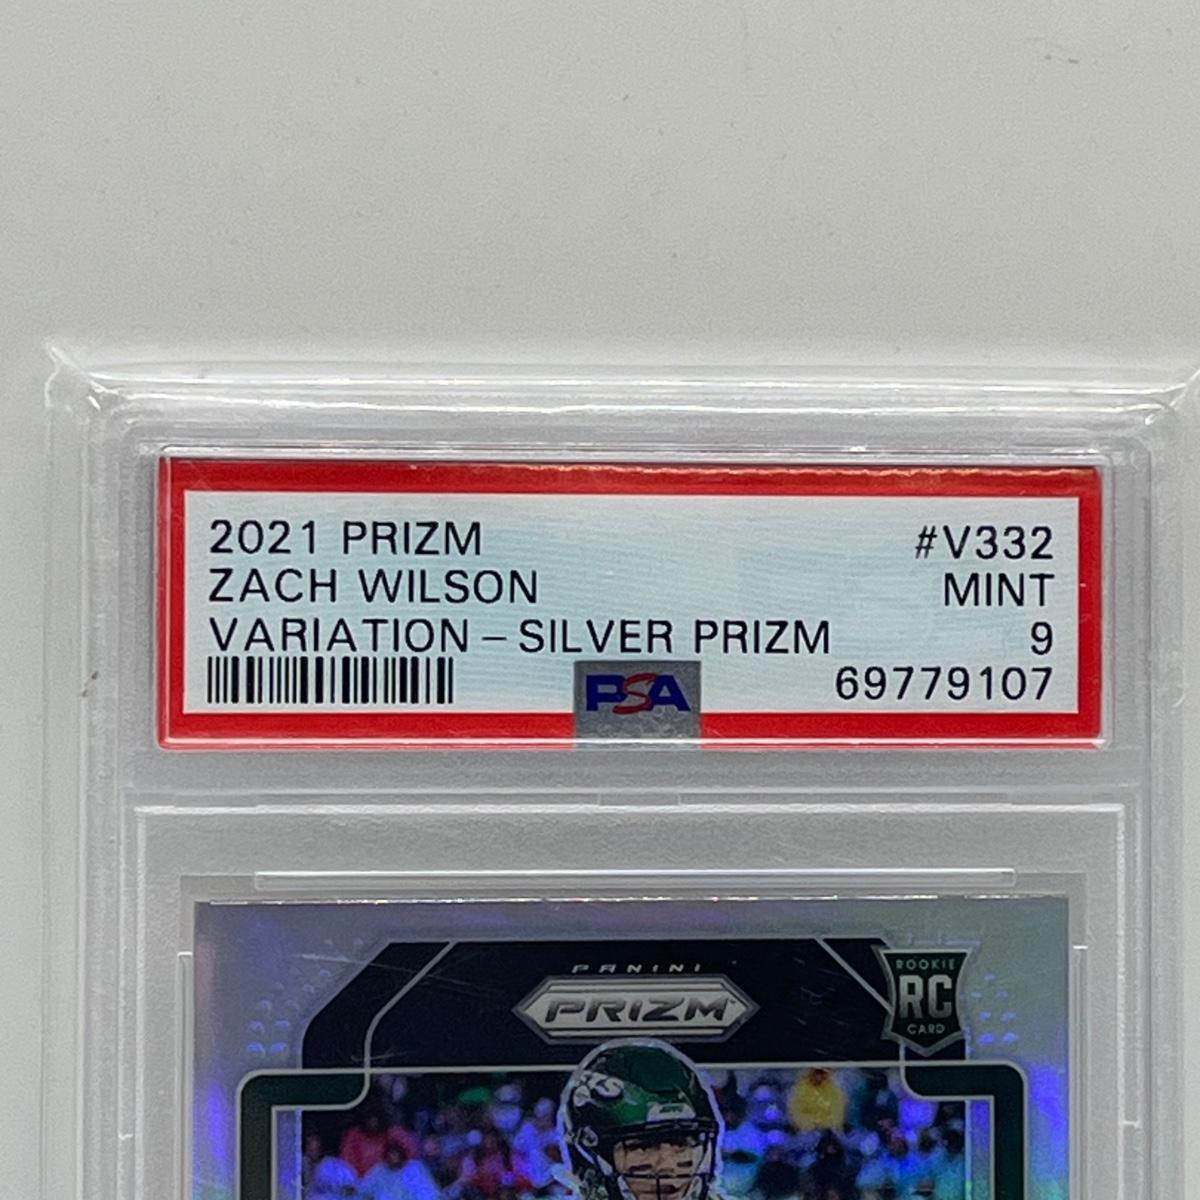 2021 PRIZM #V332
ZACH WILSON MINT
VARIATION – SILVER PRIZM 9
PSA 69779107
PANINI
PRIZM
ROOKIE
RC
CARD